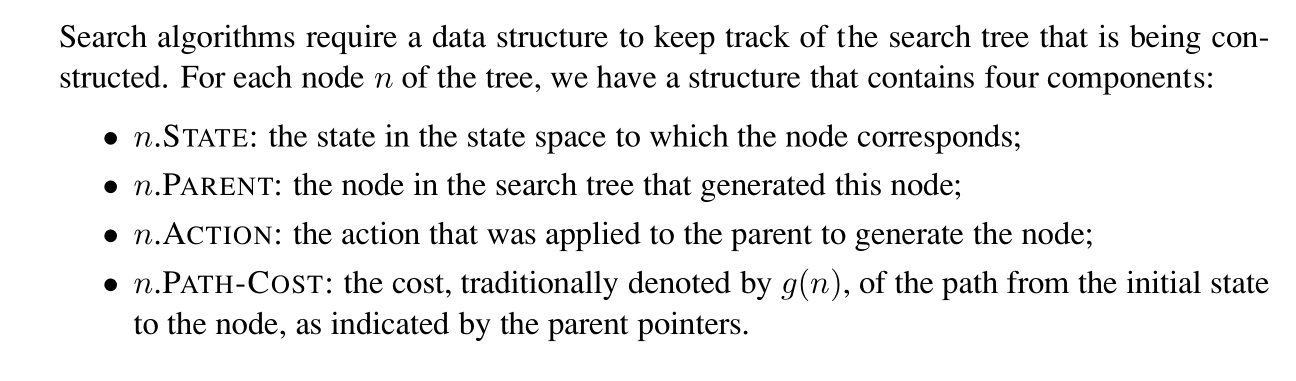 Search algorithms require a data structure to keep track of the search tree that is being con-
structed. For each node n of the tree, we have a structure that contains four components:
• n.STATE: the state in the state space to which the node corresponds;
• n.PARENT: the node in the search tree that generated this node;
• n.ACTION: the action that was applied to the parent to generate the node;
• n.PATH-COST: the cost, traditionally denoted by g(n), of the path from the initial state
to the node, as indicated by the parent pointers.